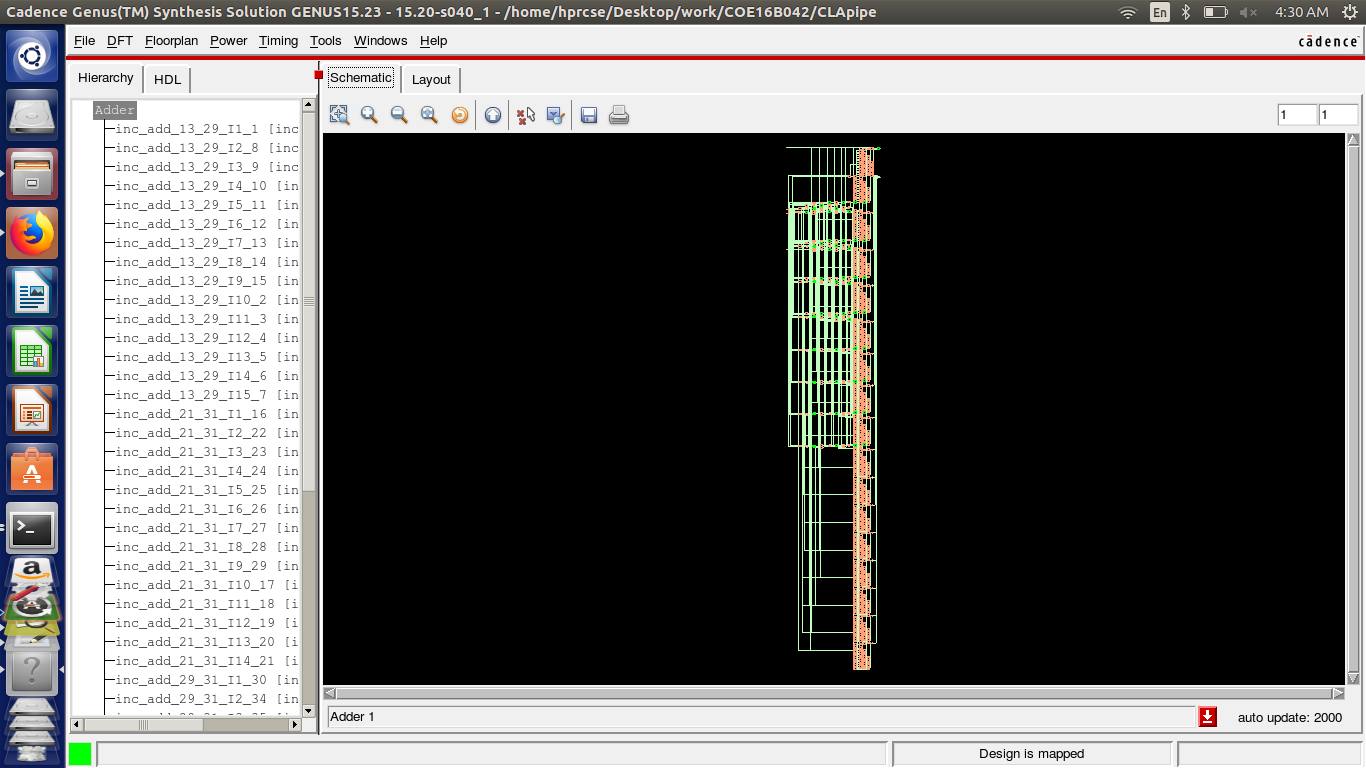 Cadence Genus(TM) Synthesis Solution GENUS15.23 - 15.20-s040_1 - /home/hprcse/Desktop/work/COE16B042/CLApipe
En
4:30 AM
File DFT Floorplan Power Timing Tools Windows Help
cādence
Hierarchy HDL
Schematic Layout
1 1
Adder
inc_add_13_29_I1_1 [inc
inc_add_13_29_I2_8 [inc
inc_add_13_29_I3_9 [inc
inc_add_13_29_I4_10 [in
inc_add_13_29_I5_11 [in
inc_add_13_29_I6_12 [in
inc_add_13_29_I7_13 [in
inc_add_13_29_I8_14 [in
inc_add_13_29_I9_15 [in
inc_add_13_29_I10_2 [in
inc_add_13_29_I11_3 [in
inc_add_13_29_I12_4 [in
inc_add_13_29_I13_5 [in
inc_add_13_29_I14_6 [in
inc_add_13_29_I15_7 [in
inc_add_21_31_I1_16 [in
inc_add_21_31_I2_22 [in
inc_add_21_31_I3_23 [in
inc_add_21_31_I4_24 [in
inc_add_21_31_I5_25 [in
inc_add_21_31_I6_26 [in
inc_add_21_31_I7_27 [in
inc_add_21_31_I8_28 [in
inc_add_21_31_I9_29 [in
inc_add_21_31_I10_17 [i
inc_add_21_31_I11_18 [i
inc_add_21_31_I12_19 [i
inc_add_21_31_I13_20 [i
inc_add_21_31_I14_21 [i
inc_add_29_31_I1_30 [in
inc_add_29_31_I2_34 [in
Adder 1
auto update: 2000
Design is mapped